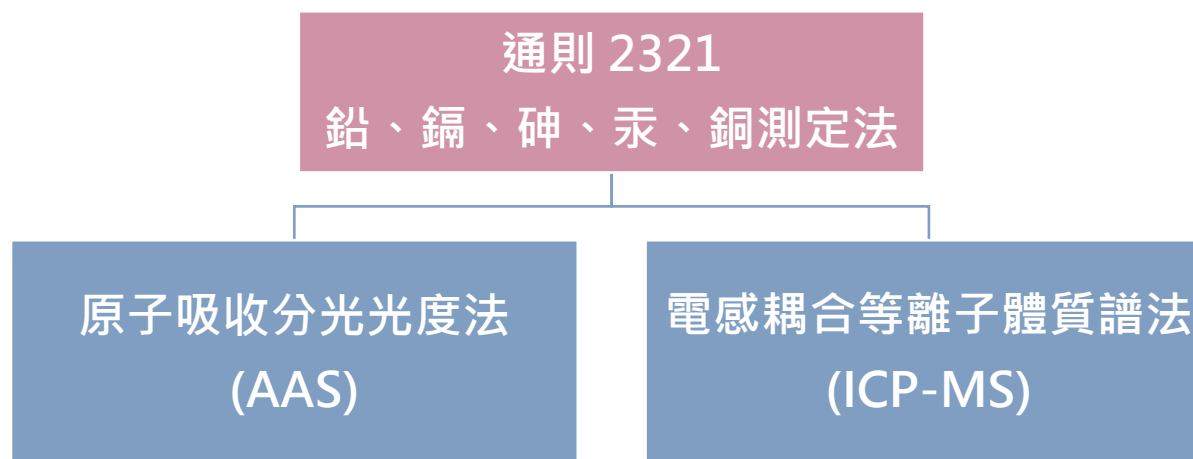 通則 2321
鉛、鎘、砷、汞、銅測定法
原子吸收分光光度法
(AAS)
電感耦合等離子體質譜法
(ICP-MS)